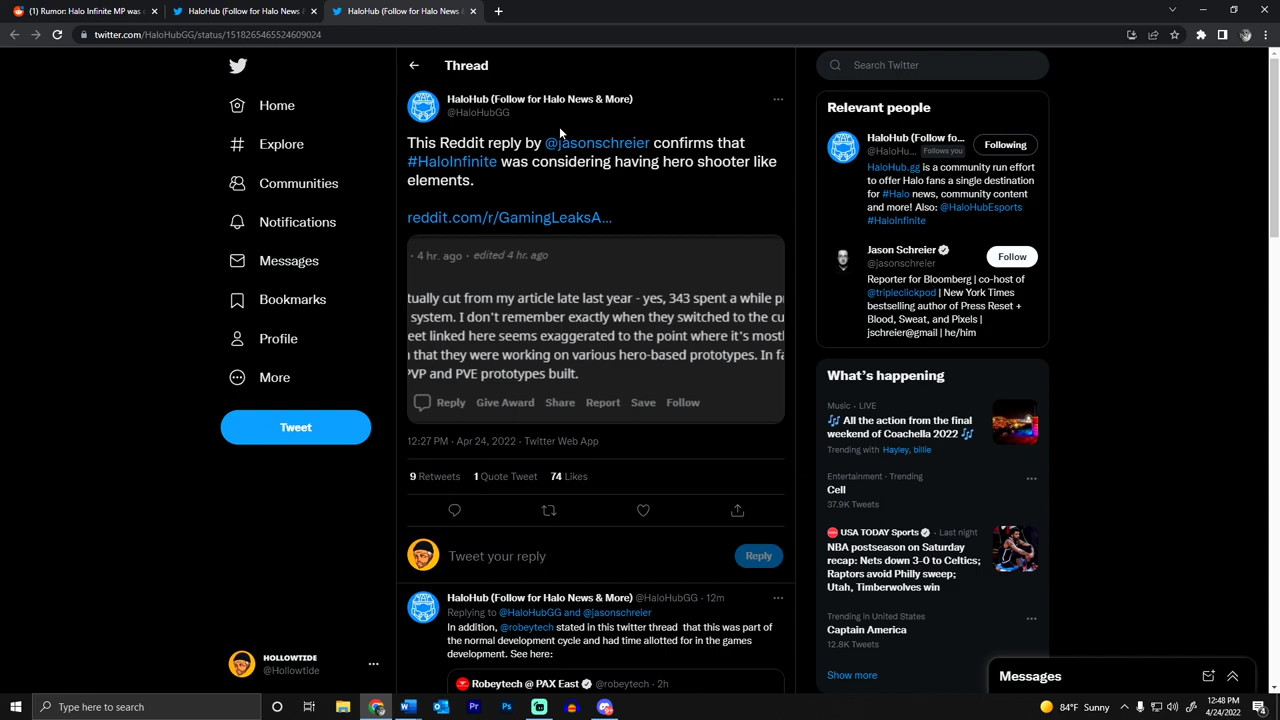 (1) Rumor: Halo Infinite MP was
HaloHub (Follow for Halo News &
HaloHub (Follow for Halo News &
twitter.com/HaloHubGG/status/1518265465524609024
Home
Explore
Communities
Notifications
Messages
Bookmarks
Profile
More
Tweet
HOLLOWTIDE
@Hollowtide
Thread
HaloHub (Follow for Halo News & More)
@HaloHubGG
This Reddit reply by @jasonschreier confirms that
#HaloInfinite was considering having hero shooter like
elements.
reddit.com/r/GamingLeaksA...
· 4 hr. ago · edited 4 hr. ago
tually cut from my article late last year - yes, 343 spent a while p
system. I don't remember exactly when they switched to the cu
eet linked here seems exaggerated to the point where it's most
that they were working on various hero-based prototypes. In fa
PVP and PVE prototypes built.
Reply Give Award Share Report Save Follow
12:27 PM · Apr 24, 2022 · Twitter Web App
9 Retweets 1 Quote Tweet 74 Likes
Tweet your reply
Reply
HaloHub (Follow for Halo News & More) @HaloHubGG · 12m
Replying to @HaloHubGG and @jasonschreier
In addition, @robeytech stated in this twitter thread that this was part of
the normal development cycle and had time allotted for in the games
development. See here:
Robeytech @ PAX East @robeytech · 2h
Search Twitter
Relevant people
HaloHub (Follow fo...
@HaloHu... Follows you
Following
HaloHub.gg is a community run effort
to offer Halo fans a single destination
for #Halo news, community content
and more! Also: @HaloHubEsports
#HaloInfinite
Jason Schreier
@jasonschreier
Follow
Reporter for Bloomberg | co-host of
@tripleclickpod | New York Times
bestselling author of Press Reset +
Blood, Sweat, and Pixels |
jschreier@gmail | he/him
What's happening
Music · LIVE
🎶 All the action from the final
weekend of Coachella 2022 🎶
Trending with Hayley, billie
Entertainment · Trending
Cell
37.9K Tweets
USA TODAY Sports · Last night
NBA postseason on Saturday
recap: Nets down 3-0 to Celtics;
Raptors avoid Philly sweep;
Utah, Timberwolves win
Trending in United States
Captain America
12.8K Tweets
Show more
Messages
Type here to search
84°F Sunny
12:48 PM
4/24/2022